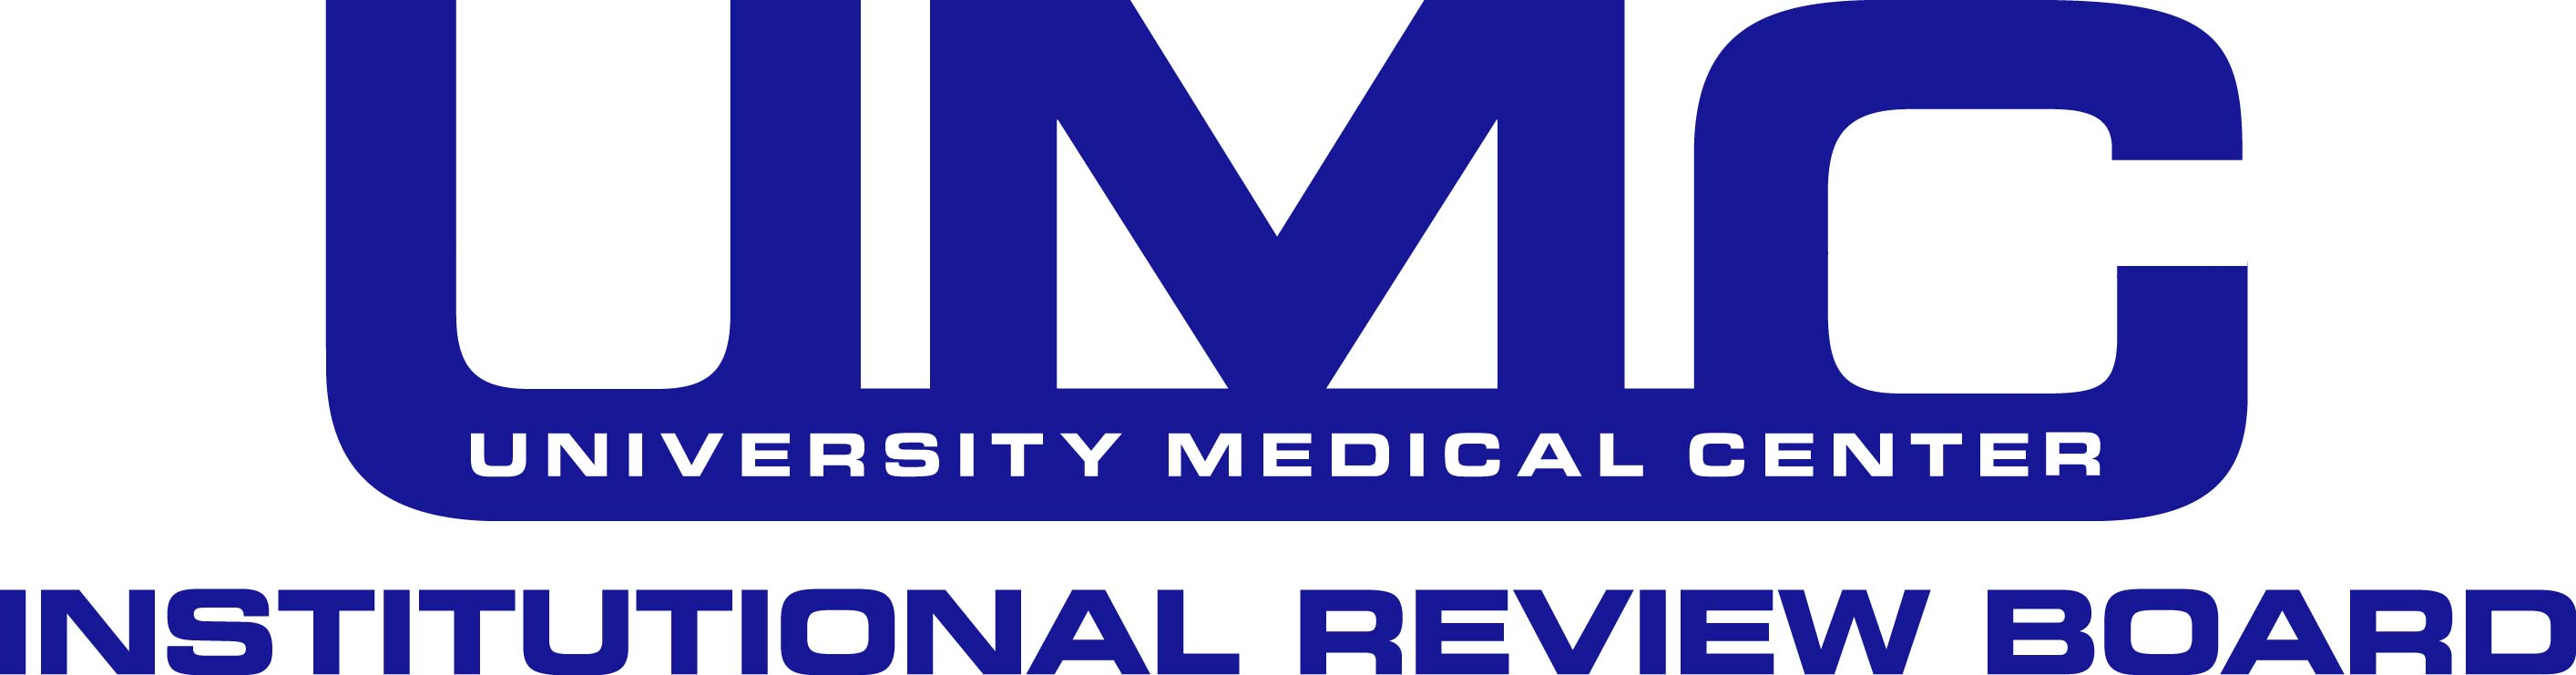 UMC
UNIVERSITY MEDICAL CENTER
INSTITUTIONAL REVIEW BOARD